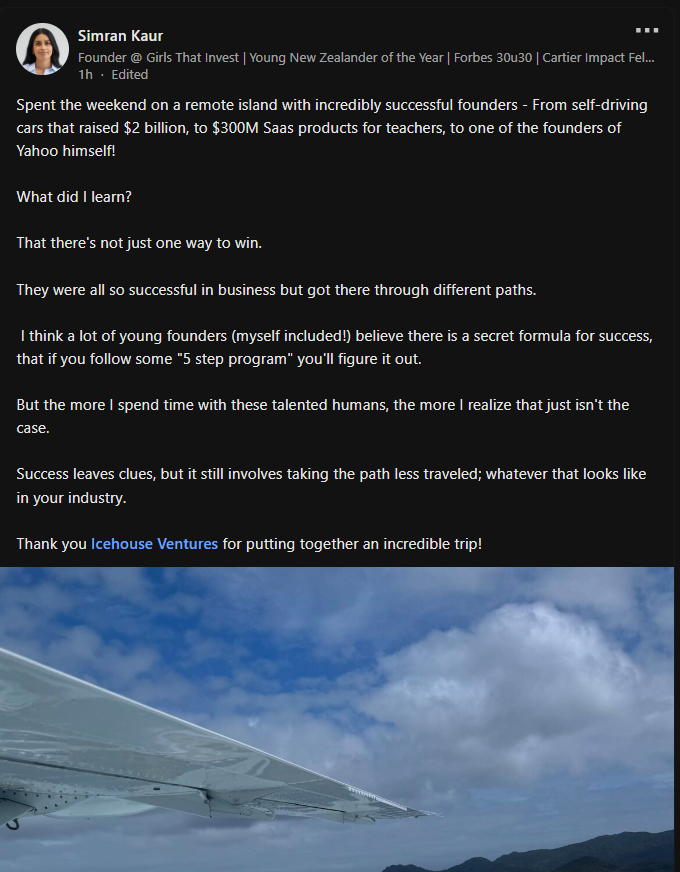 Simran Kaur
Founder @ Girls That Invest | Young New Zealander of the Year | Forbes 30u30 | Cartier Impact Fel...
1h · Edited
Spent the weekend on a remote island with incredibly successful founders - From self-driving
cars that raised $2 billion, to $300M Saas products for teachers, to one of the founders of
Yahoo himself!
What did I learn?
That there's not just one way to win.
They were all so successful in business but got there through different paths.
I think a lot of young founders (myself included!) believe there is a secret formula for success,
that if you follow some "5 step program" you'll figure it out.
But the more I spend time with these talented humans, the more I realize that just isn't the
case.
Success leaves clues, but it still involves taking the path less traveled; whatever that looks like
in your industry.
Thank you Icehouse Ventures for putting together an incredible trip!